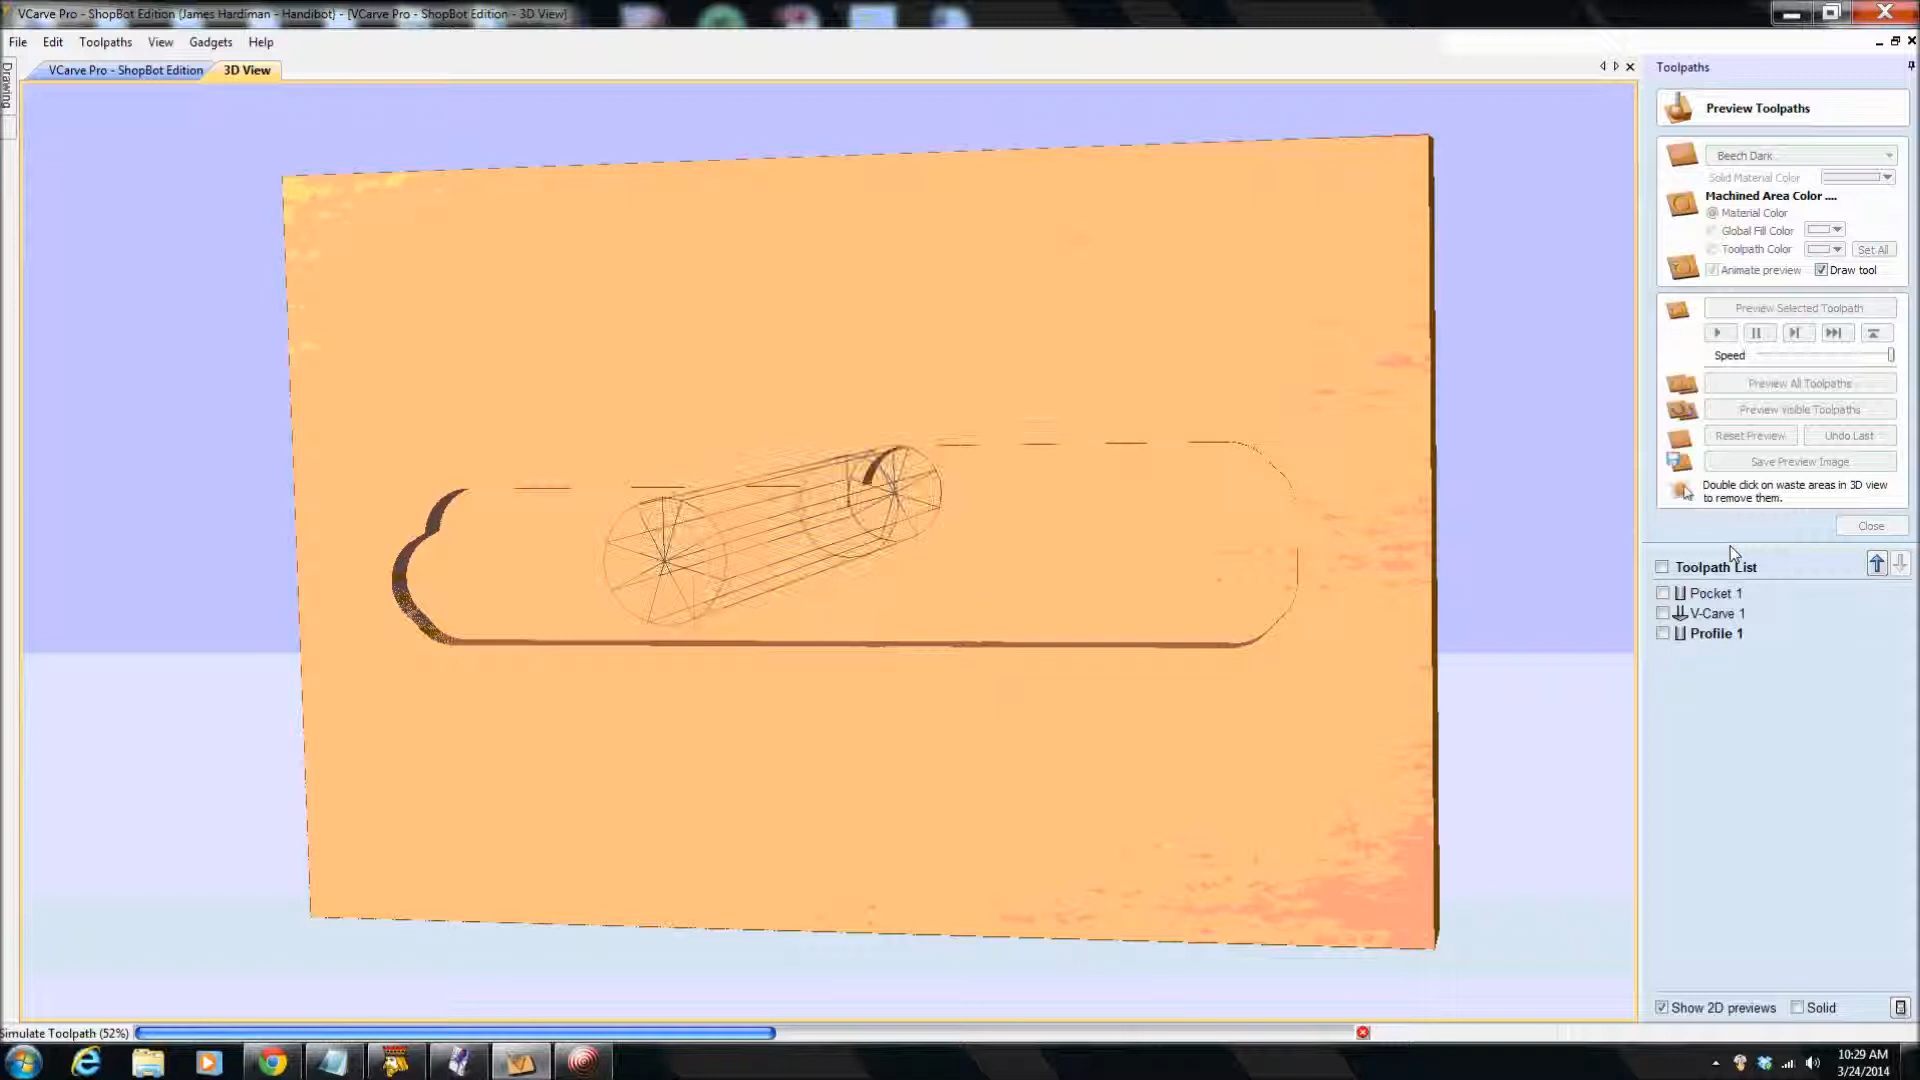 VCarve Pro - ShopBot Edition (James Hardiman - Handibot) - [VCarve Pro - ShopBot Edition - 3D View]
File Edit Toolpaths View Gadgets Help
Drawing
VCarve Pro - ShopBot Edition 3D View
Toolpaths
Preview Toolpaths
Beech Dark
Solid Material Color
Machined Area Color ....
Material Color
Global Fill Color
Toolpath Color Set All
Animate preview Draw tool
Preview Selected Toolpath
Speed
Preview All Toolpaths
Preview Visible Toolpaths
Reset Preview Undo Last
Save Preview Image
Double click on waste areas in 3D view
to remove them.
Close
Toolpath List
Pocket 1
V-Carve 1
Profile 1
Show 2D previews Solid
Simulate Toolpath (52%)
10:29 AM
3/24/2014